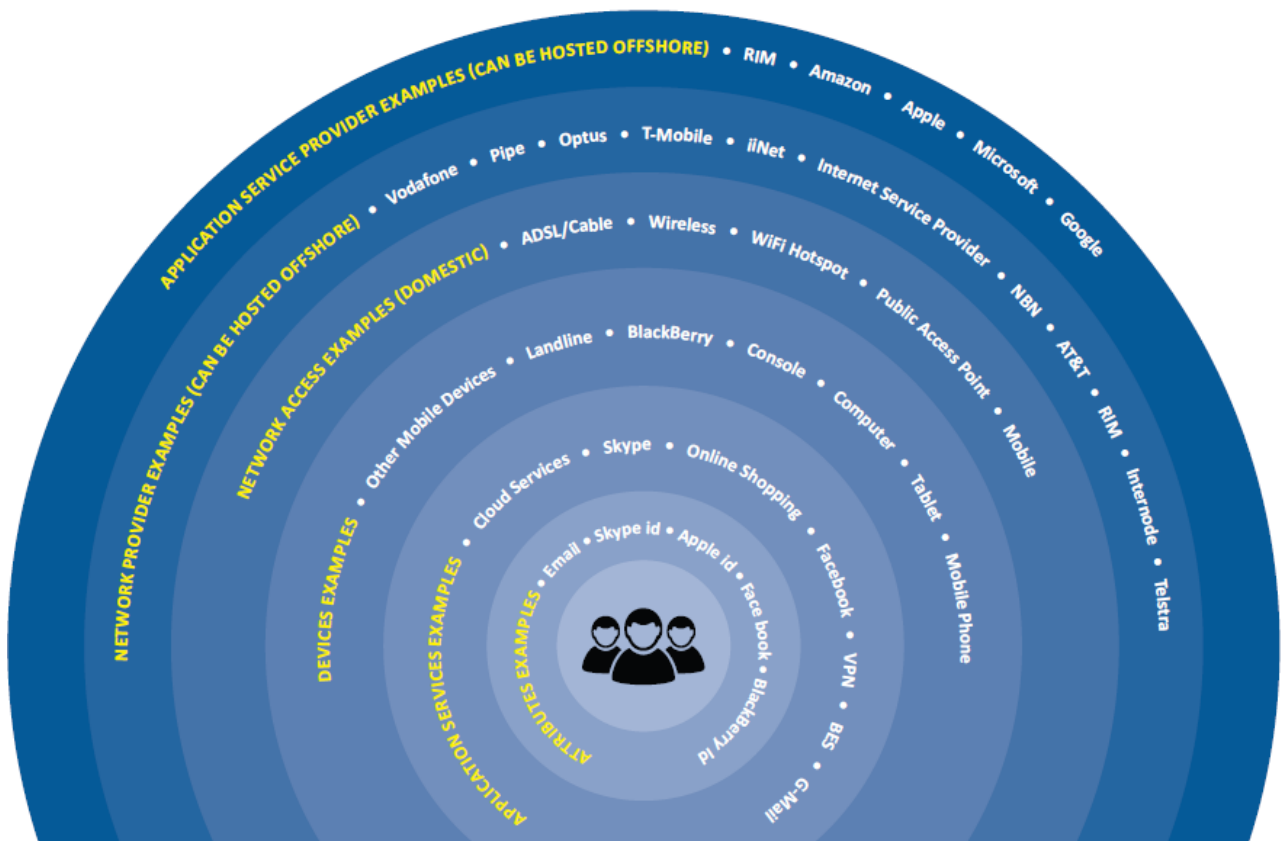 APPLICATION SERVICE PROVIDER EXAMPLES (CAN BE HOSTED OFFSHORE) • RIM • Amazon • Apple • Microsoft • Google
NETWORK PROVIDER EXAMPLES (CAN BE HOSTED OFFSHORE) • Vodafone • Pipe • Optus • T-Mobile • iiNet • Internet Service Provider • NBN • AT&T • RIM • Internode • Telstra
NETWORK ACCESS EXAMPLES (DOMESTIC) • ADSL/Cable • Wireless • WiFi Hotspot • Public Access Point • Mobile
DEVICES EXAMPLES • Other Mobile Devices • Landline • BlackBerry • Console • Computer • Tablet • Mobile Phone
APPLICATION SERVICES EXAMPLES • Cloud Services • Skype • Online Shopping • Facebook • VPN • BES • G-Mail
ATTRIBUTES EXAMPLES • Email • Skype id • Apple id • Face book • BlackBerry Id